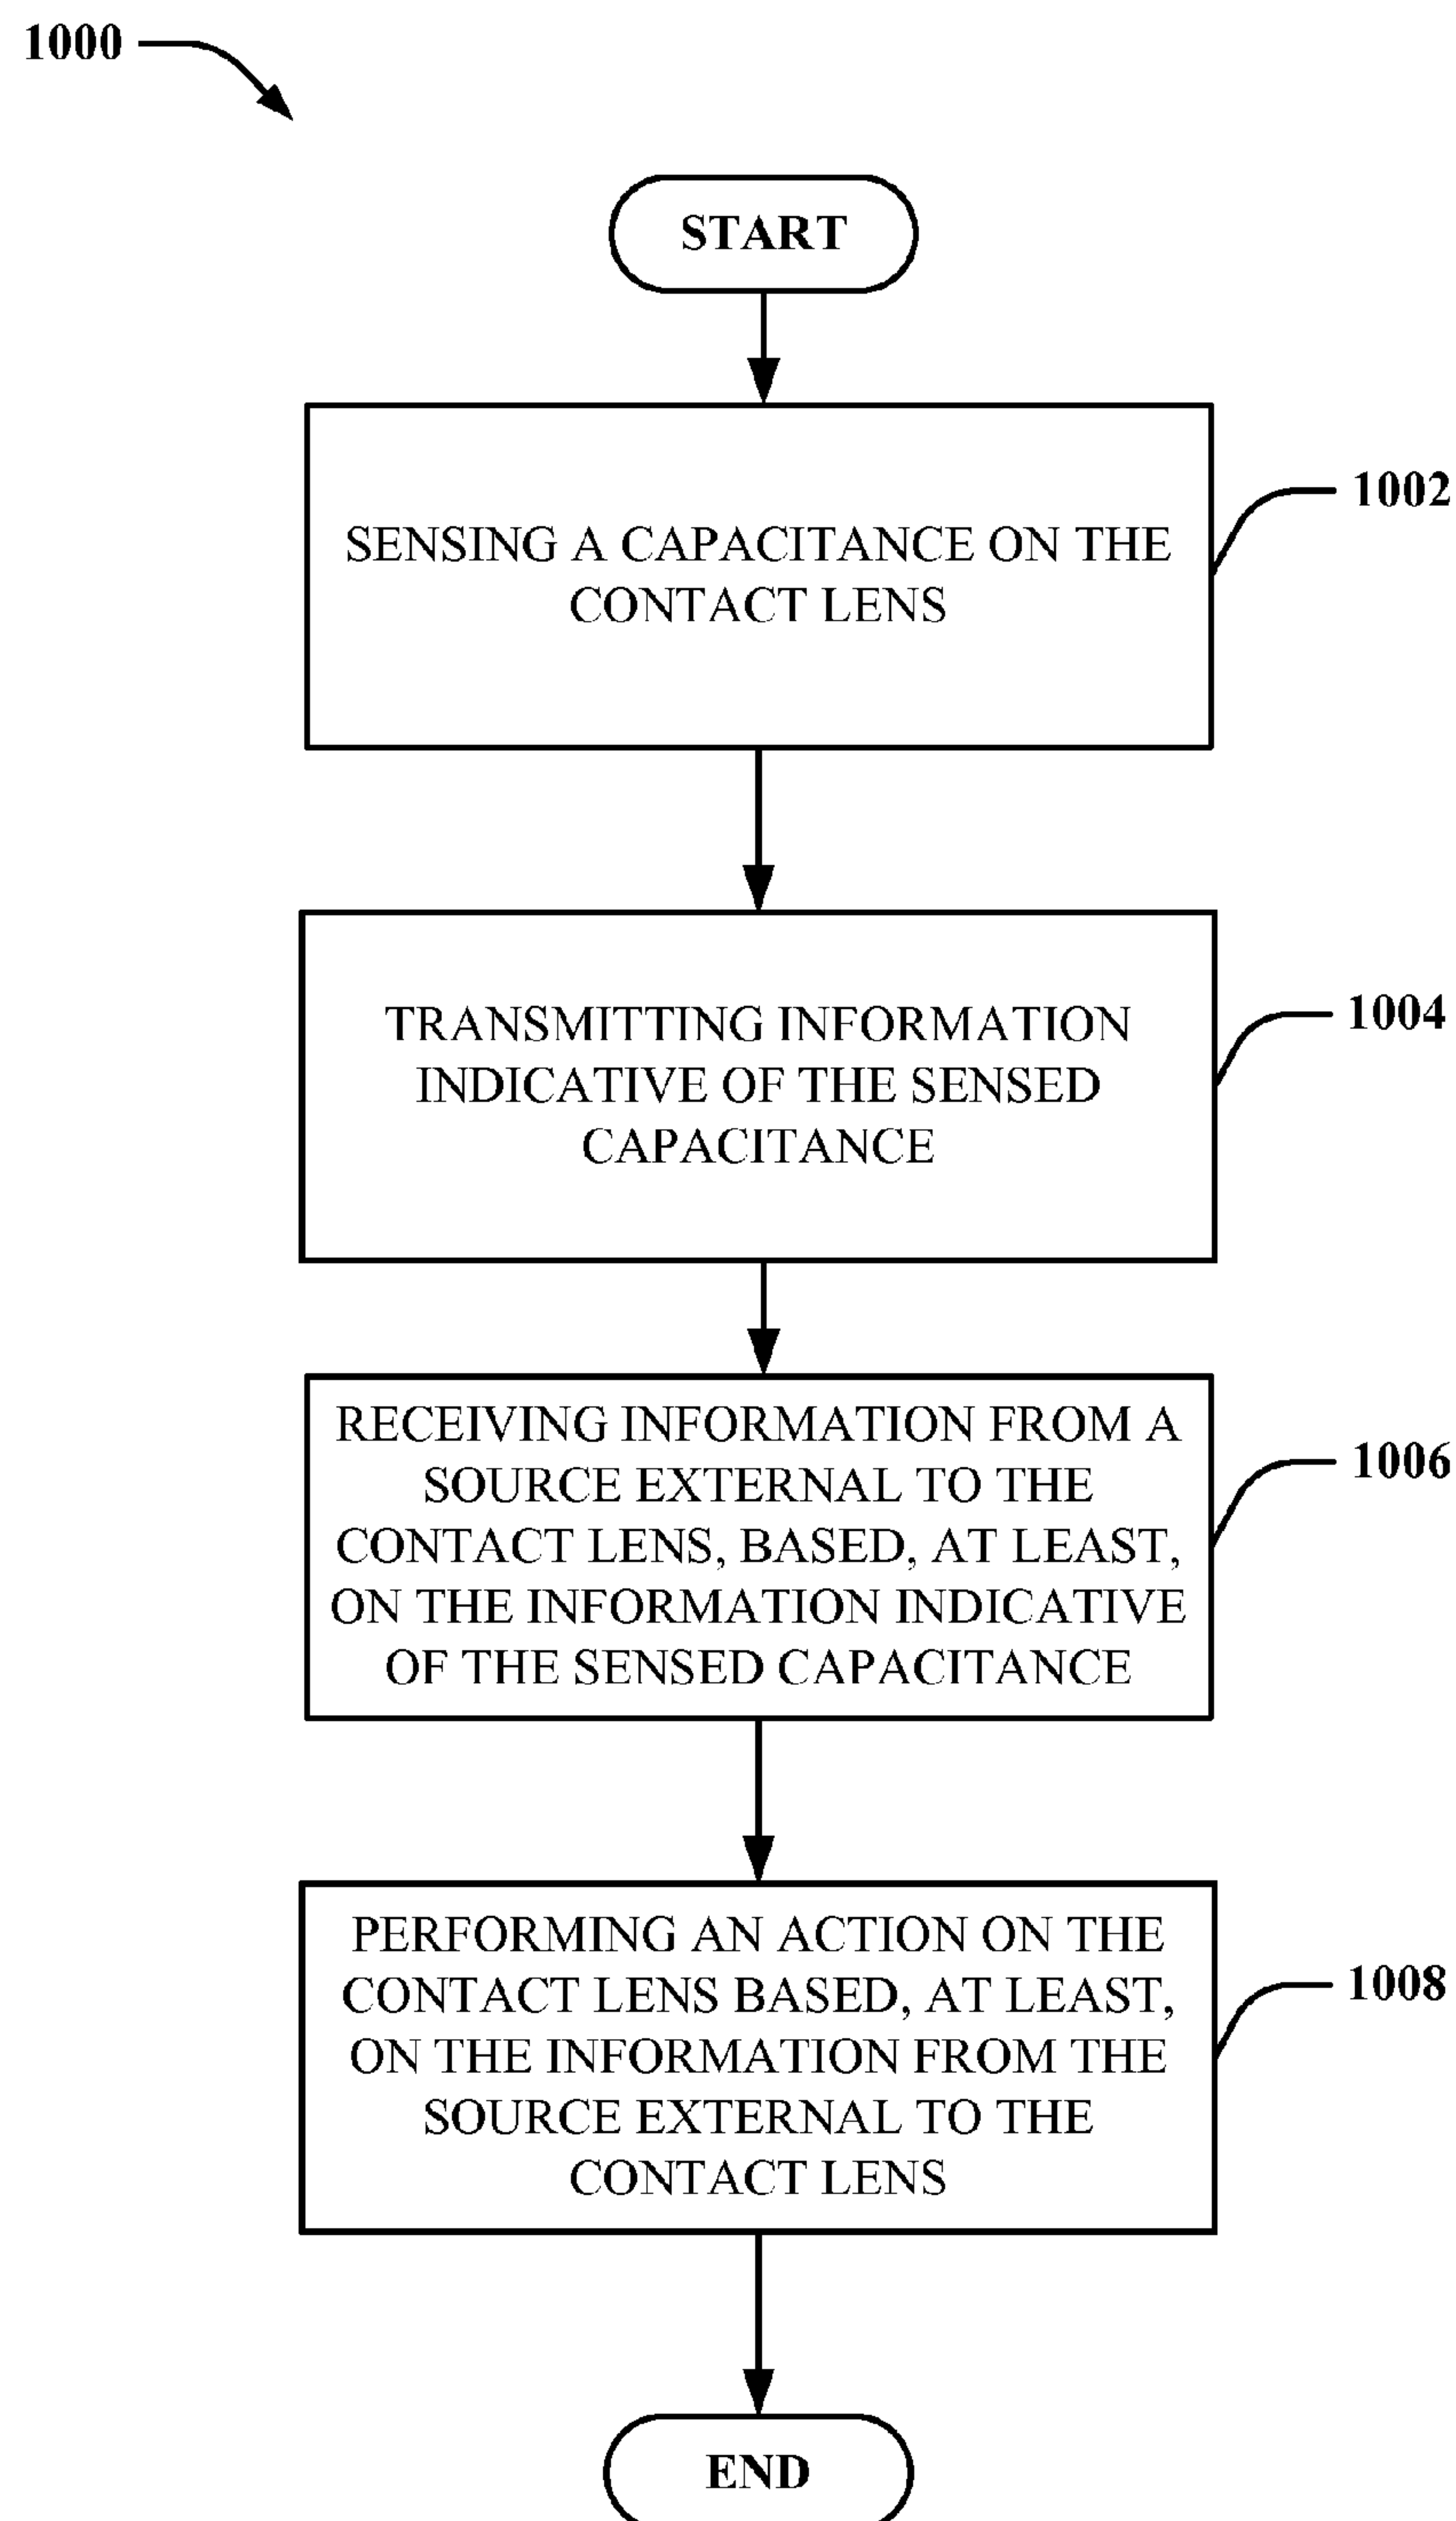 1000
START
SENSING A CAPACITANCE ON THE
CONTACT LENS
1002
TRANSMITTING INFORMATION
INDICATIVE OF THE SENSED
CAPACITANCE
1004
RECEIVING INFORMATION FROM A
SOURCE EXTERNAL TO THE
CONTACT LENS, BASED, AT LEAST,
ON THE INFORMATION INDICATIVE
OF THE SENSED CAPACITANCE
1006
PERFORMING AN ACTION ON THE
CONTACT LENS BASED, AT LEAST,
ON THE INFORMATION FROM THE
SOURCE EXTERNAL TO THE
CONTACT LENS
1008
END